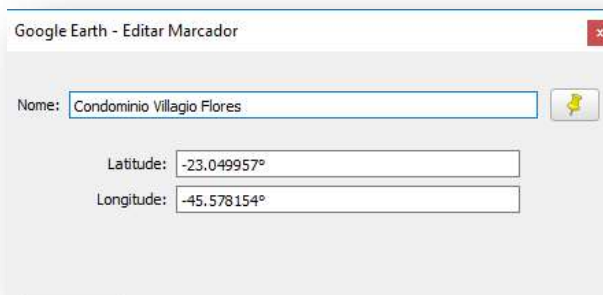 Google Earth - Editar Marcador
x
Nome: Condominio Villagio Flores
Latitude: -23.049957°
Longitude: -45.578154°